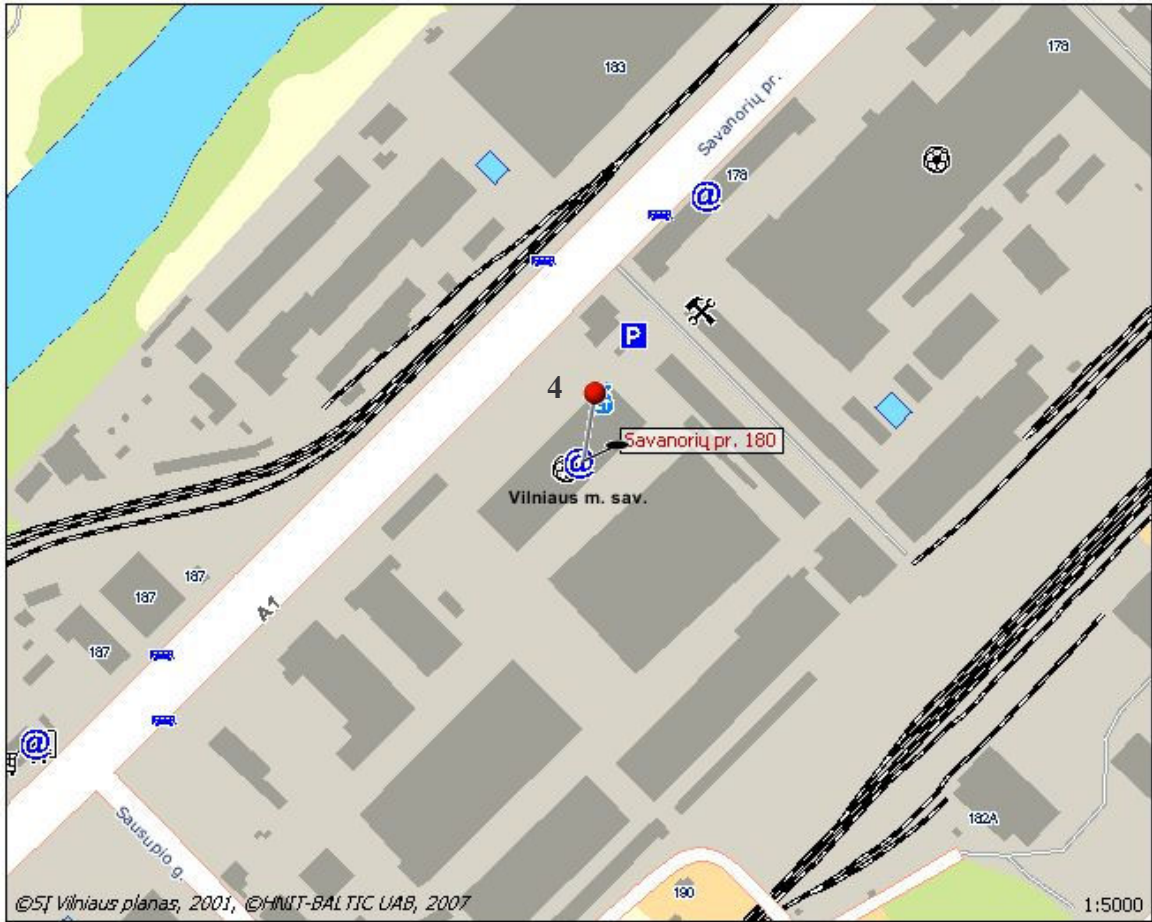 178
183
Savanorių pr.
178
@
P
4
Savanorių pr. 180
@
Vilniaus m. sav.
187
187
A1
187
@
Sausupio g.
182A
190
©SĮ Vilniaus planas, 2001, ©HNIT-BALTIC UAB, 2007
1:5000